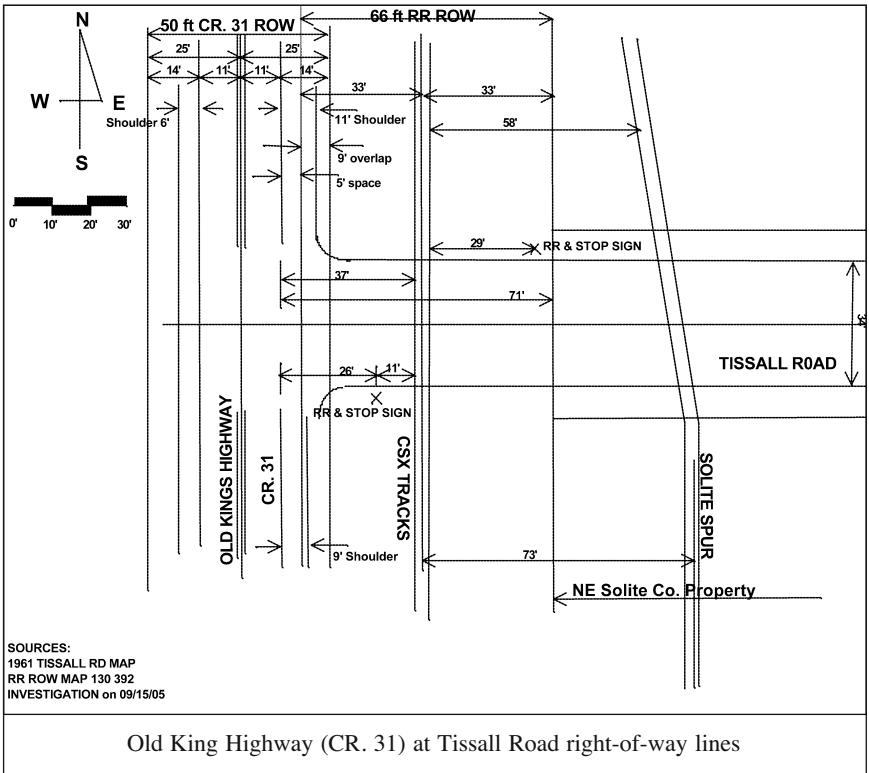 N
W
E
S
0'
10'
20'
30'
50 ft CR. 31 ROW
66 ft RR ROW
25'
25'
14'
11'
11'
14'
33'
33'
Shoulder 6'
11' Shoulder
58'
9' overlap
5' space
29'
RR & STOP SIGN
37'
71'
34'
TISSALL R0AD
26'
11'
RR & STOP SIGN
OLD KINGS HIGHWAY
CR. 31
CSX TRACKS
SOLITE SPUR
9' Shoulder
73'
NE Solite Co. Property
SOURCES:
1961 TISSALL RD MAP
RR ROW MAP 130 392
INVESTIGATION on 09/15/05
Old King Highway (CR. 31) at Tissall Road right-of-way lines